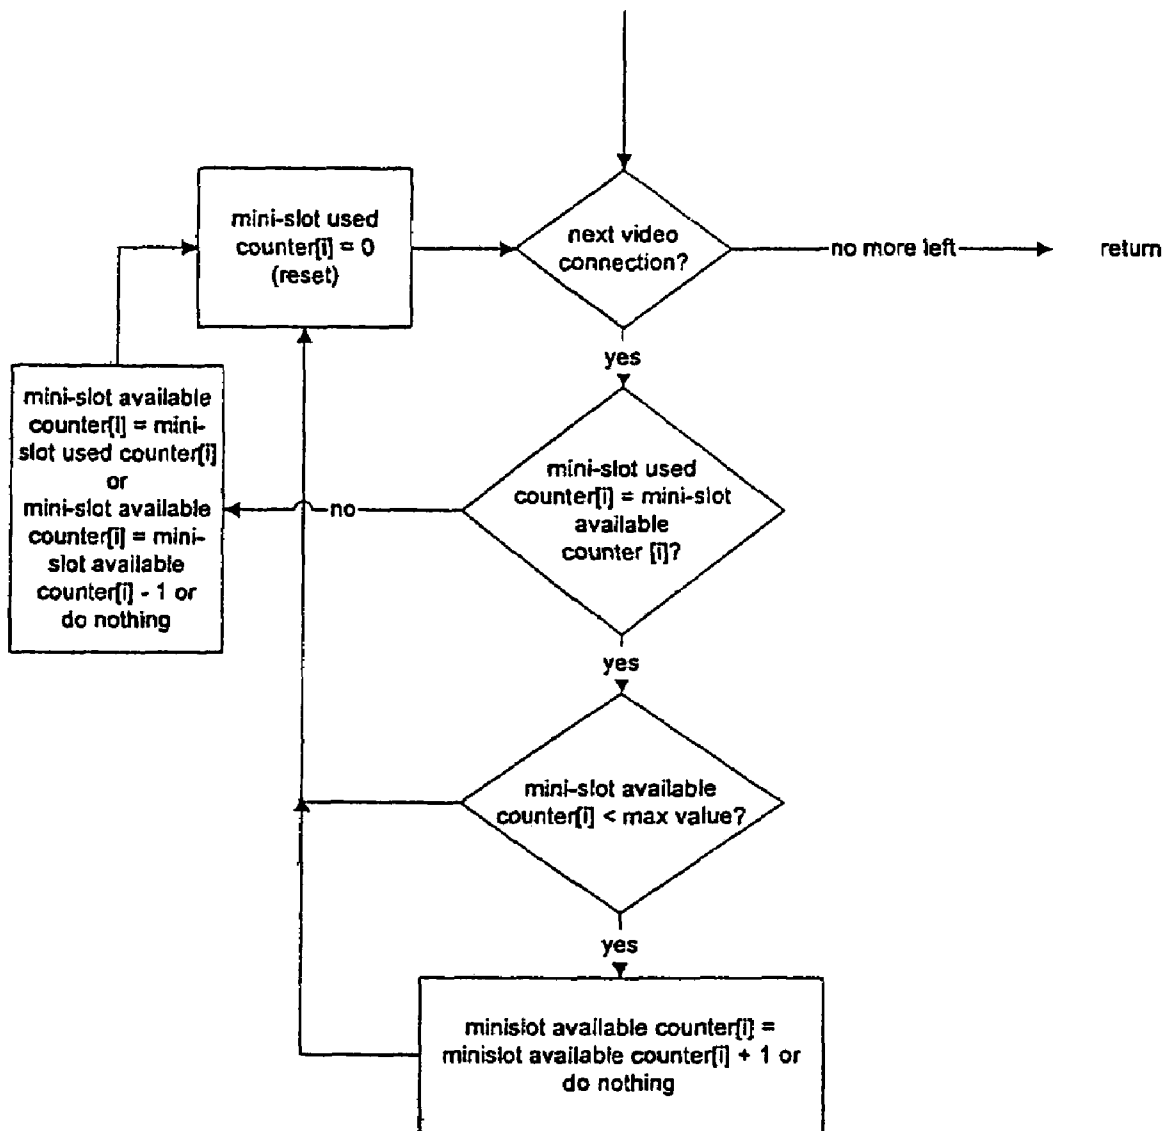 mini-slot used
counter[i] = 0
(reset)
next video
connection?
no more left
return
yes
mini-slot available
counter[i] = mini-
slot used counter[i]
or
mini-slot available
counter[i] = mini-
slot available
counter[i] - 1 or
do nothing
no
mini-slot used
counter[i] = mini-slot
available
counter [i]?
yes
mini-slot available
counter[i] < max value?
yes
minislot available counter[i] =
minislot available counter[i] + 1 or
do nothing